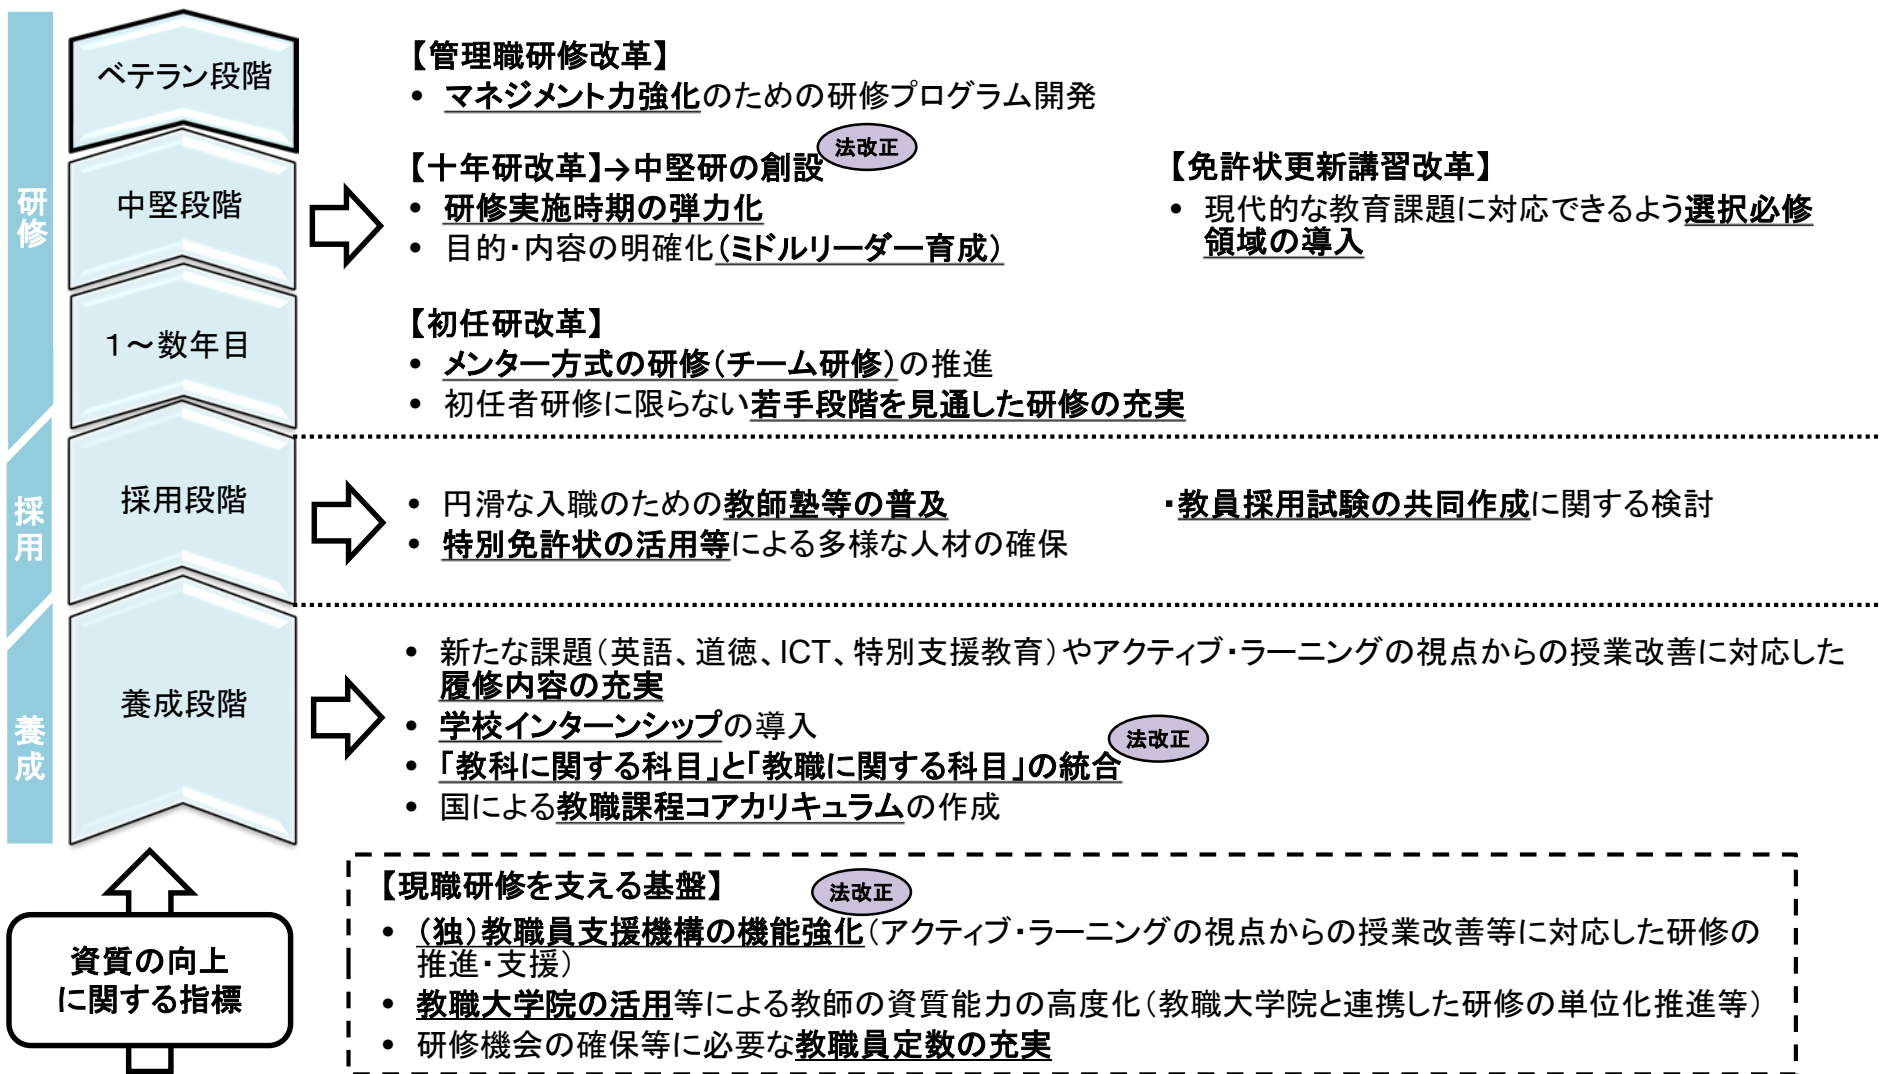 研修
採用
養成
ベテラン段階
中堅段階
1～数年目
採用段階
養成段階
資質の向上
に関する指標
【管理職研修改革】
• マネジメント力強化のための研修プログラム開発
【十年研改革】→中堅研の創設
法改正
• 研修実施時期の弾力化
• 目的・内容の明確化(ミドルリーダー育成)
【免許状更新講習改革】
• 現代的な教育課題に対応できるよう選択必修
領域の導入
【初任研改革】
• メンター方式の研修(チーム研修)の推進
• 初任者研修に限らない若手段階を見通した研修の充実
• 円滑な入職のための教師塾等の普及
• 特別免許状の活用等による多様な人材の確保
・教員採用試験の共同作成に関する検討
• 新たな課題(英語、道徳、ICT、特別支援教育)やアクティブ・ラーニングの視点からの授業改善に対応した
履修内容の充実
• 学校インターンシップの導入
法改正
• 「教科に関する科目」と「教職に関する科目」の統合
• 国による教職課程コアカリキュラムの作成
【現職研修を支える基盤】
法改正
• (独)教職員支援機構の機能強化(アクティブ・ラーニングの視点からの授業改善等に対応した研修の
推進・支援)
• 教職大学院の活用等による教師の資質能力の高度化(教職大学院と連携した研修の単位化推進等)
• 研修機会の確保等に必要な教職員定数の充実